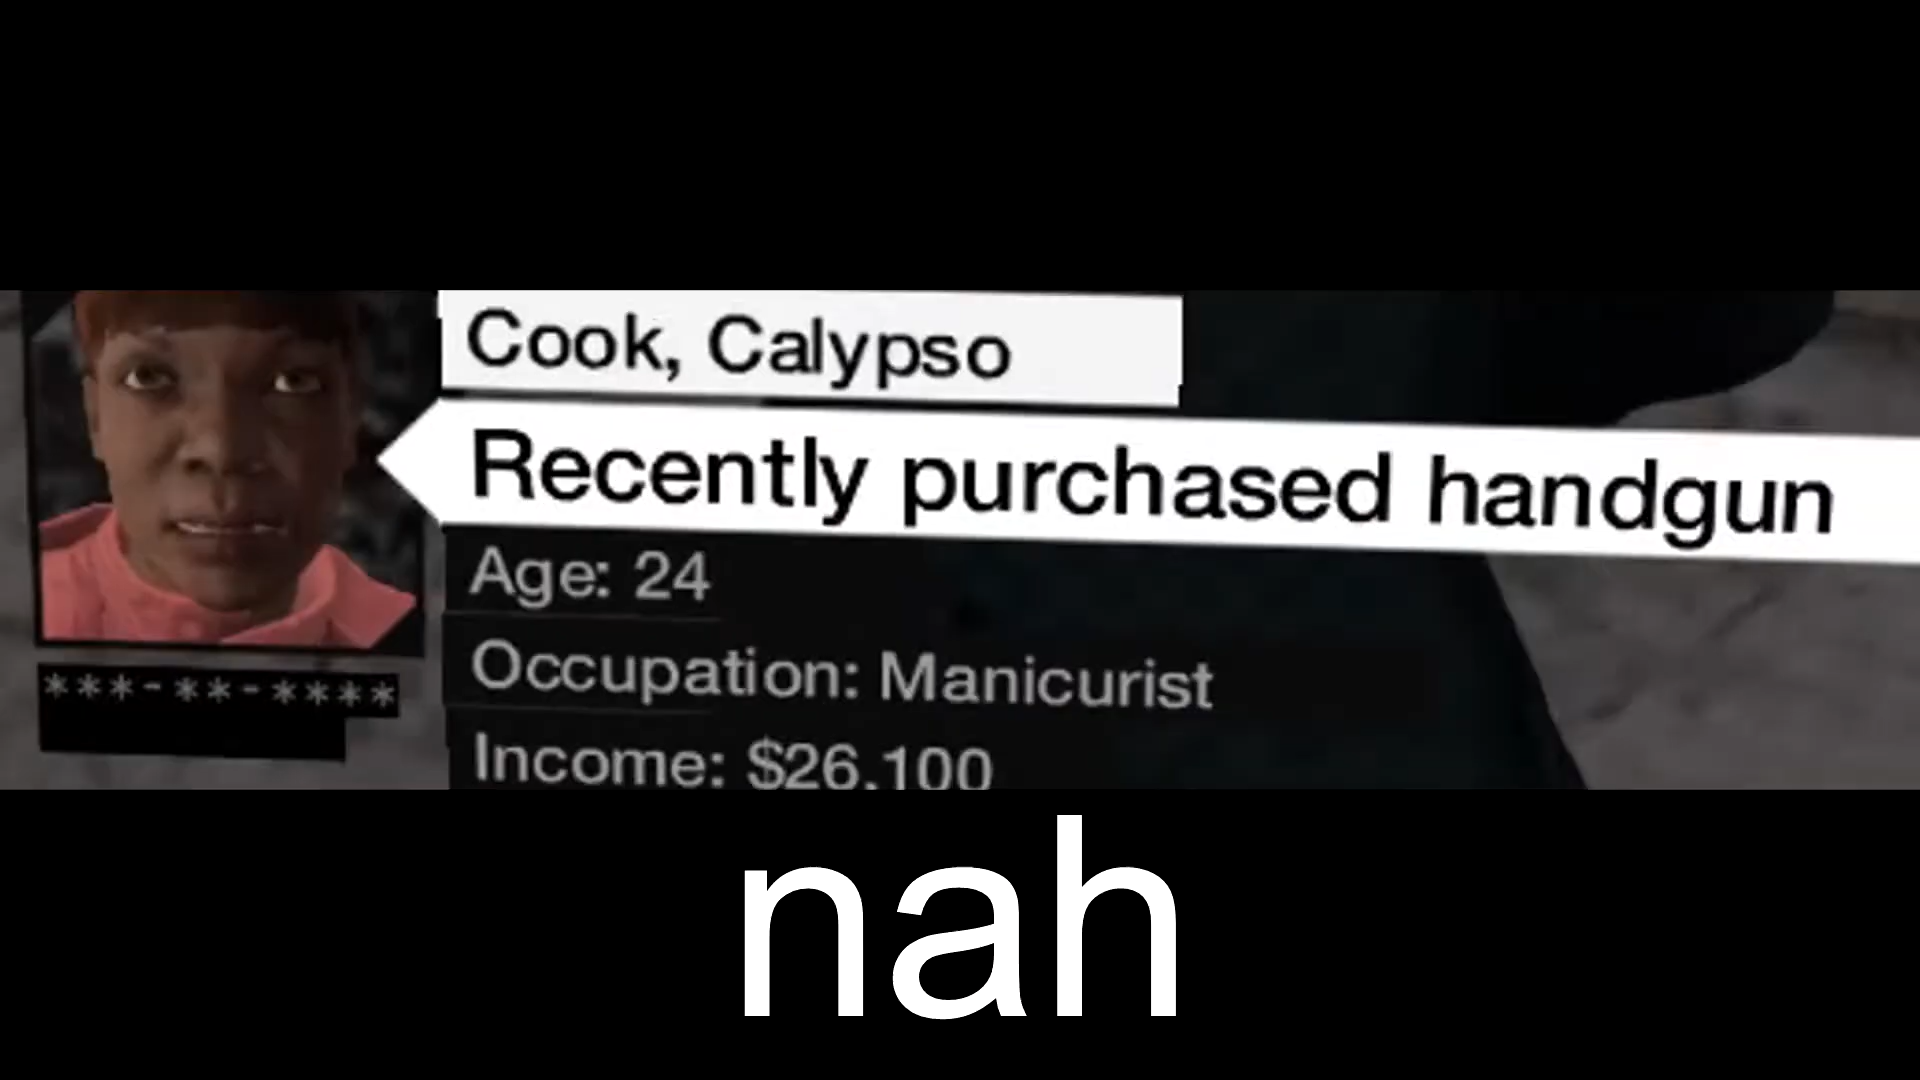 Cook, Calypso
Recently purchased handgun
Age: 24
Occupation: Manicurist
***-**-****
Income: $26,100
nah